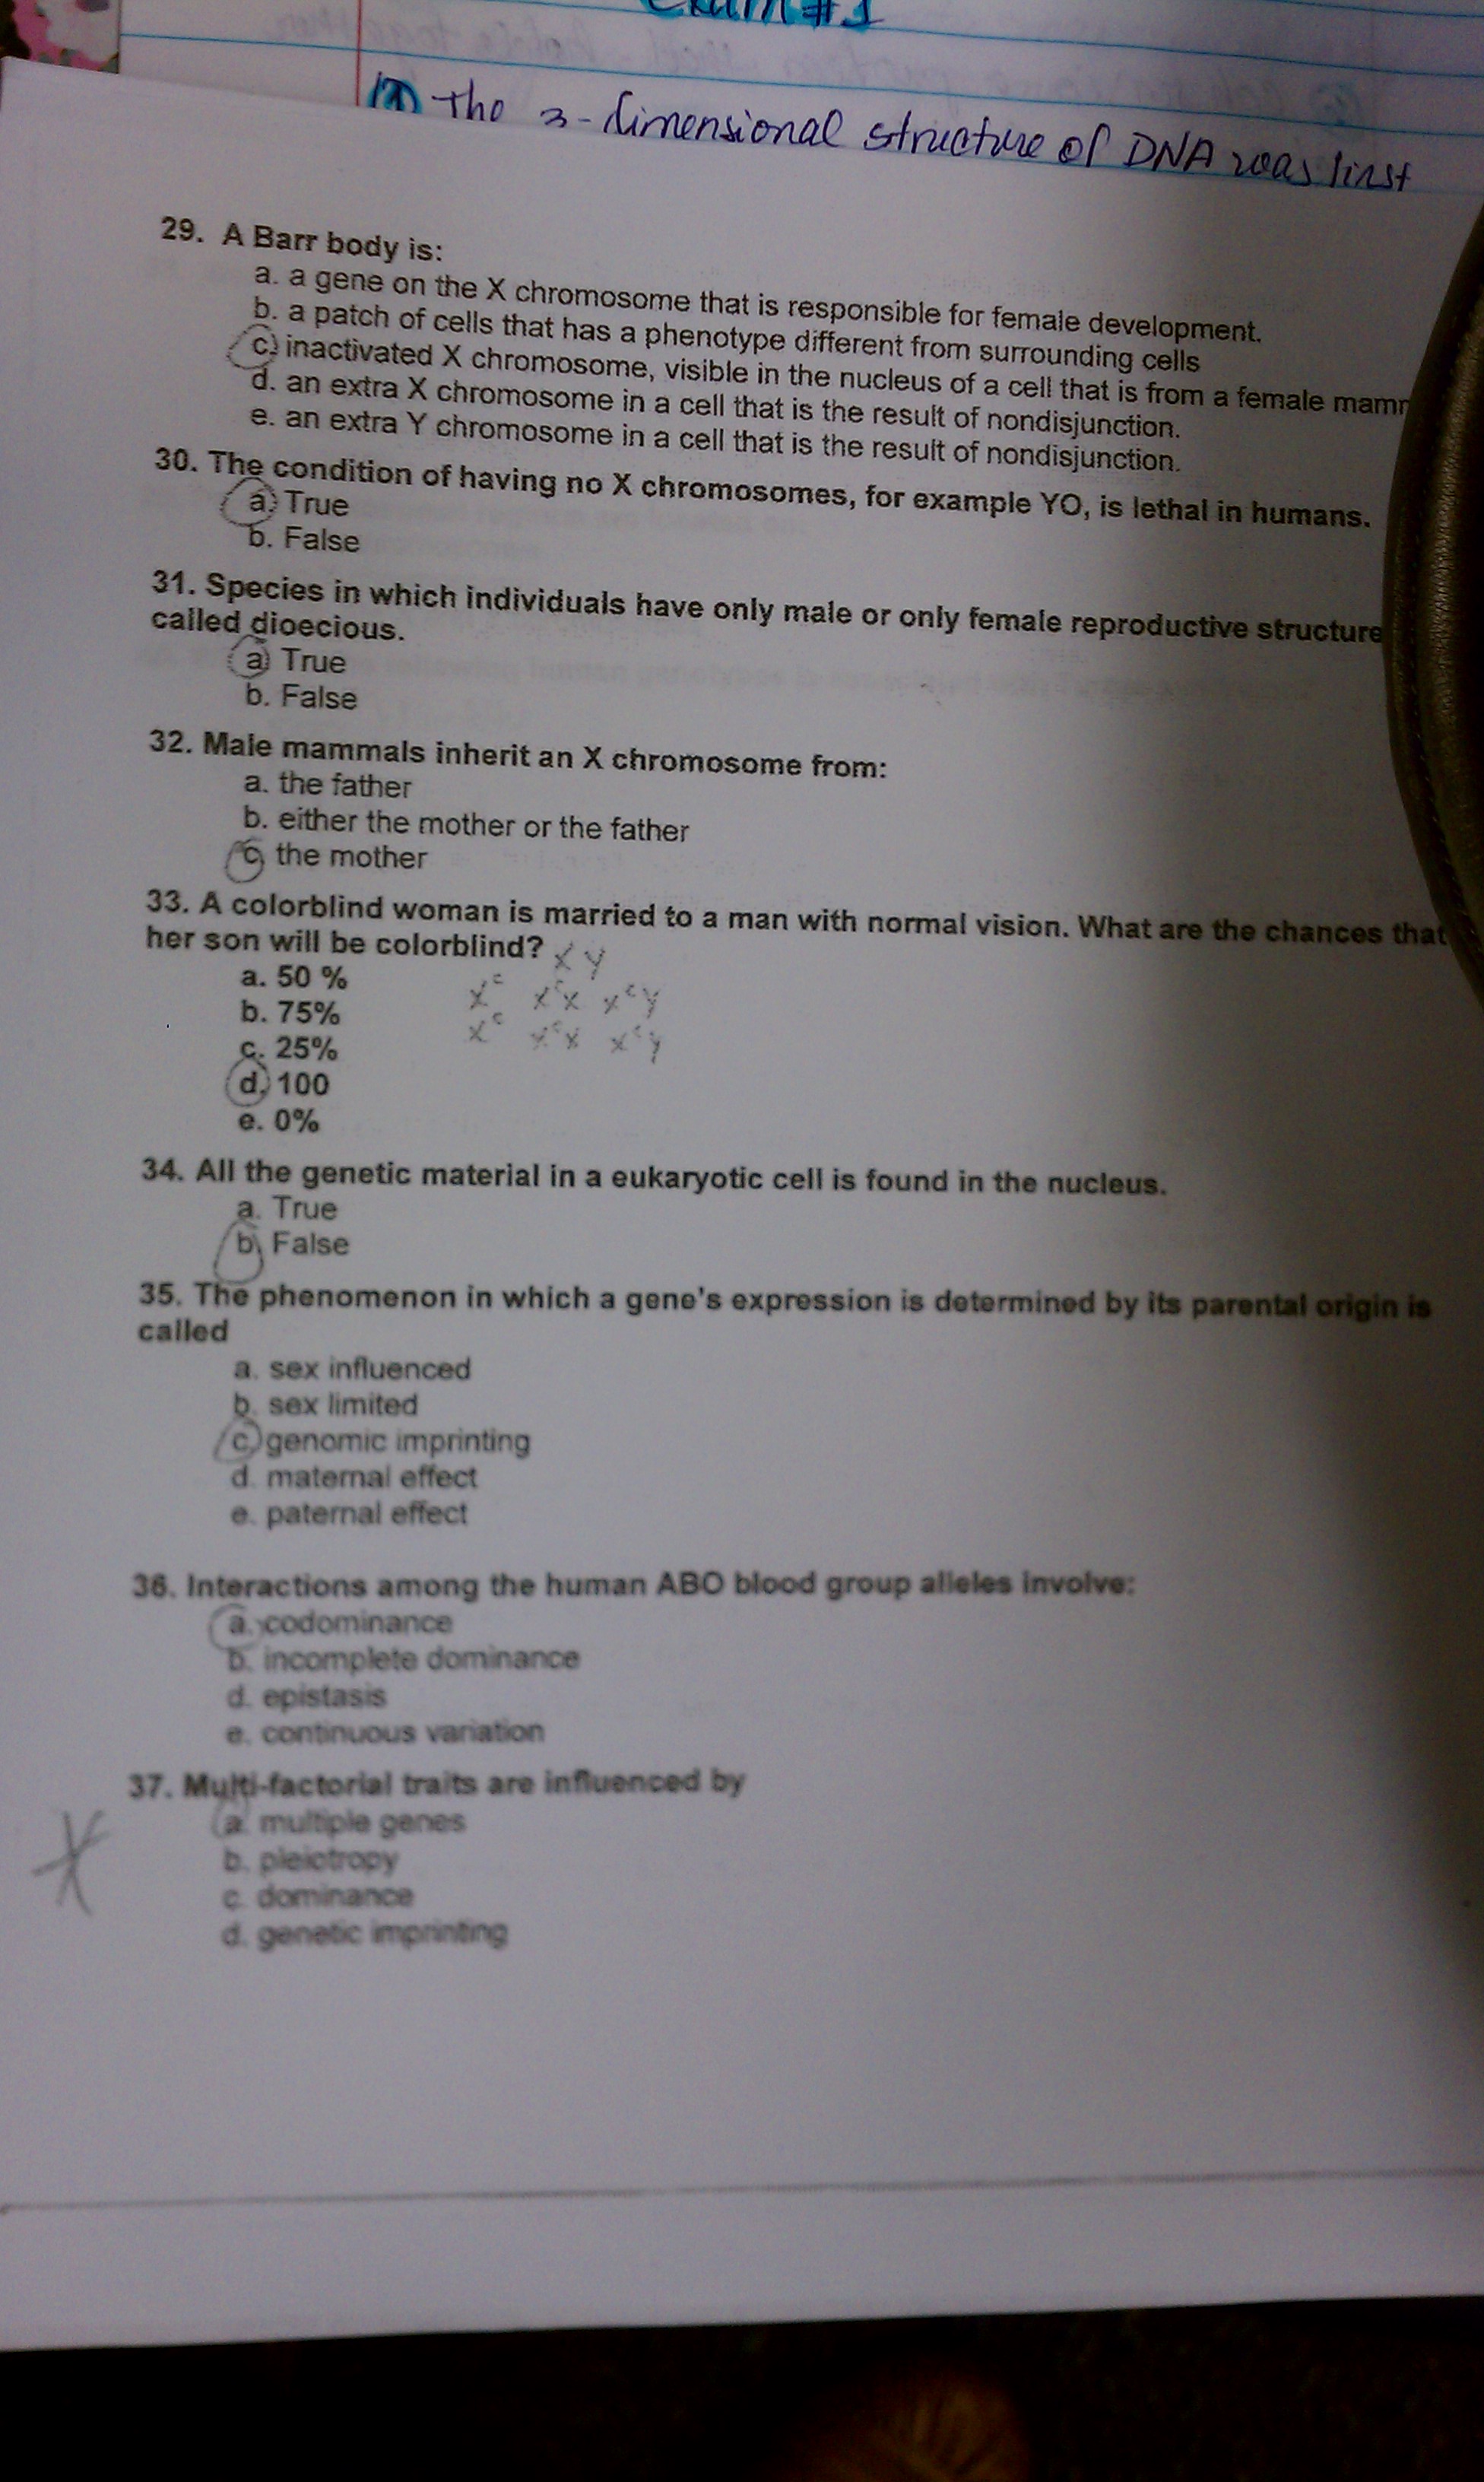 Exam #1
The 3-dimensional structure of DNA was first
29. A Barr body is:
a. a gene on the X chromosome that is responsible for female development.
b. a patch of cells that has a phenotype different from surrounding cells
c. inactivated X chromosome, visible in the nucleus of a cell that is from a female mam
d. an extra X chromosome in a cell that is the result of nondisjunction.
e. an extra Y chromosome in a cell that is the result of nondisjunction.
30. The condition of having no X chromosomes, for example YO, is lethal in humans.
a. True
b. False
31. Species in which individuals have only male or only female reproductive structure
called dioecious.
a. True
b. False
32. Male mammals inherit an X chromosome from:
a. the father
b. either the mother or the father
c. the mother
33. A colorblind woman is married to a man with normal vision. What are the chances that
her son will be colorblind? X Y
a. 50 %
X^c X^cX X^cY
b. 75%
X^c X^cX X^cY
c. 25%
d. 100
e. 0%
34. All the genetic material in a eukaryotic cell is found in the nucleus.
a. True
b. False
35. The phenomenon in which a gene's expression is determined by its parental origin is
called
a. sex influenced
b. sex limited
c. genomic imprinting
d. maternal effect
e. paternal effect
36. Interactions among the human ABO blood group alleles involve:
a. codominance
b. incomplete dominance
d. epistasis
e. continuous variation
37. Multi-factorial traits are influenced by
a. multiple genes
b. pleiotropy
c. dominance
d. genetic imprinting